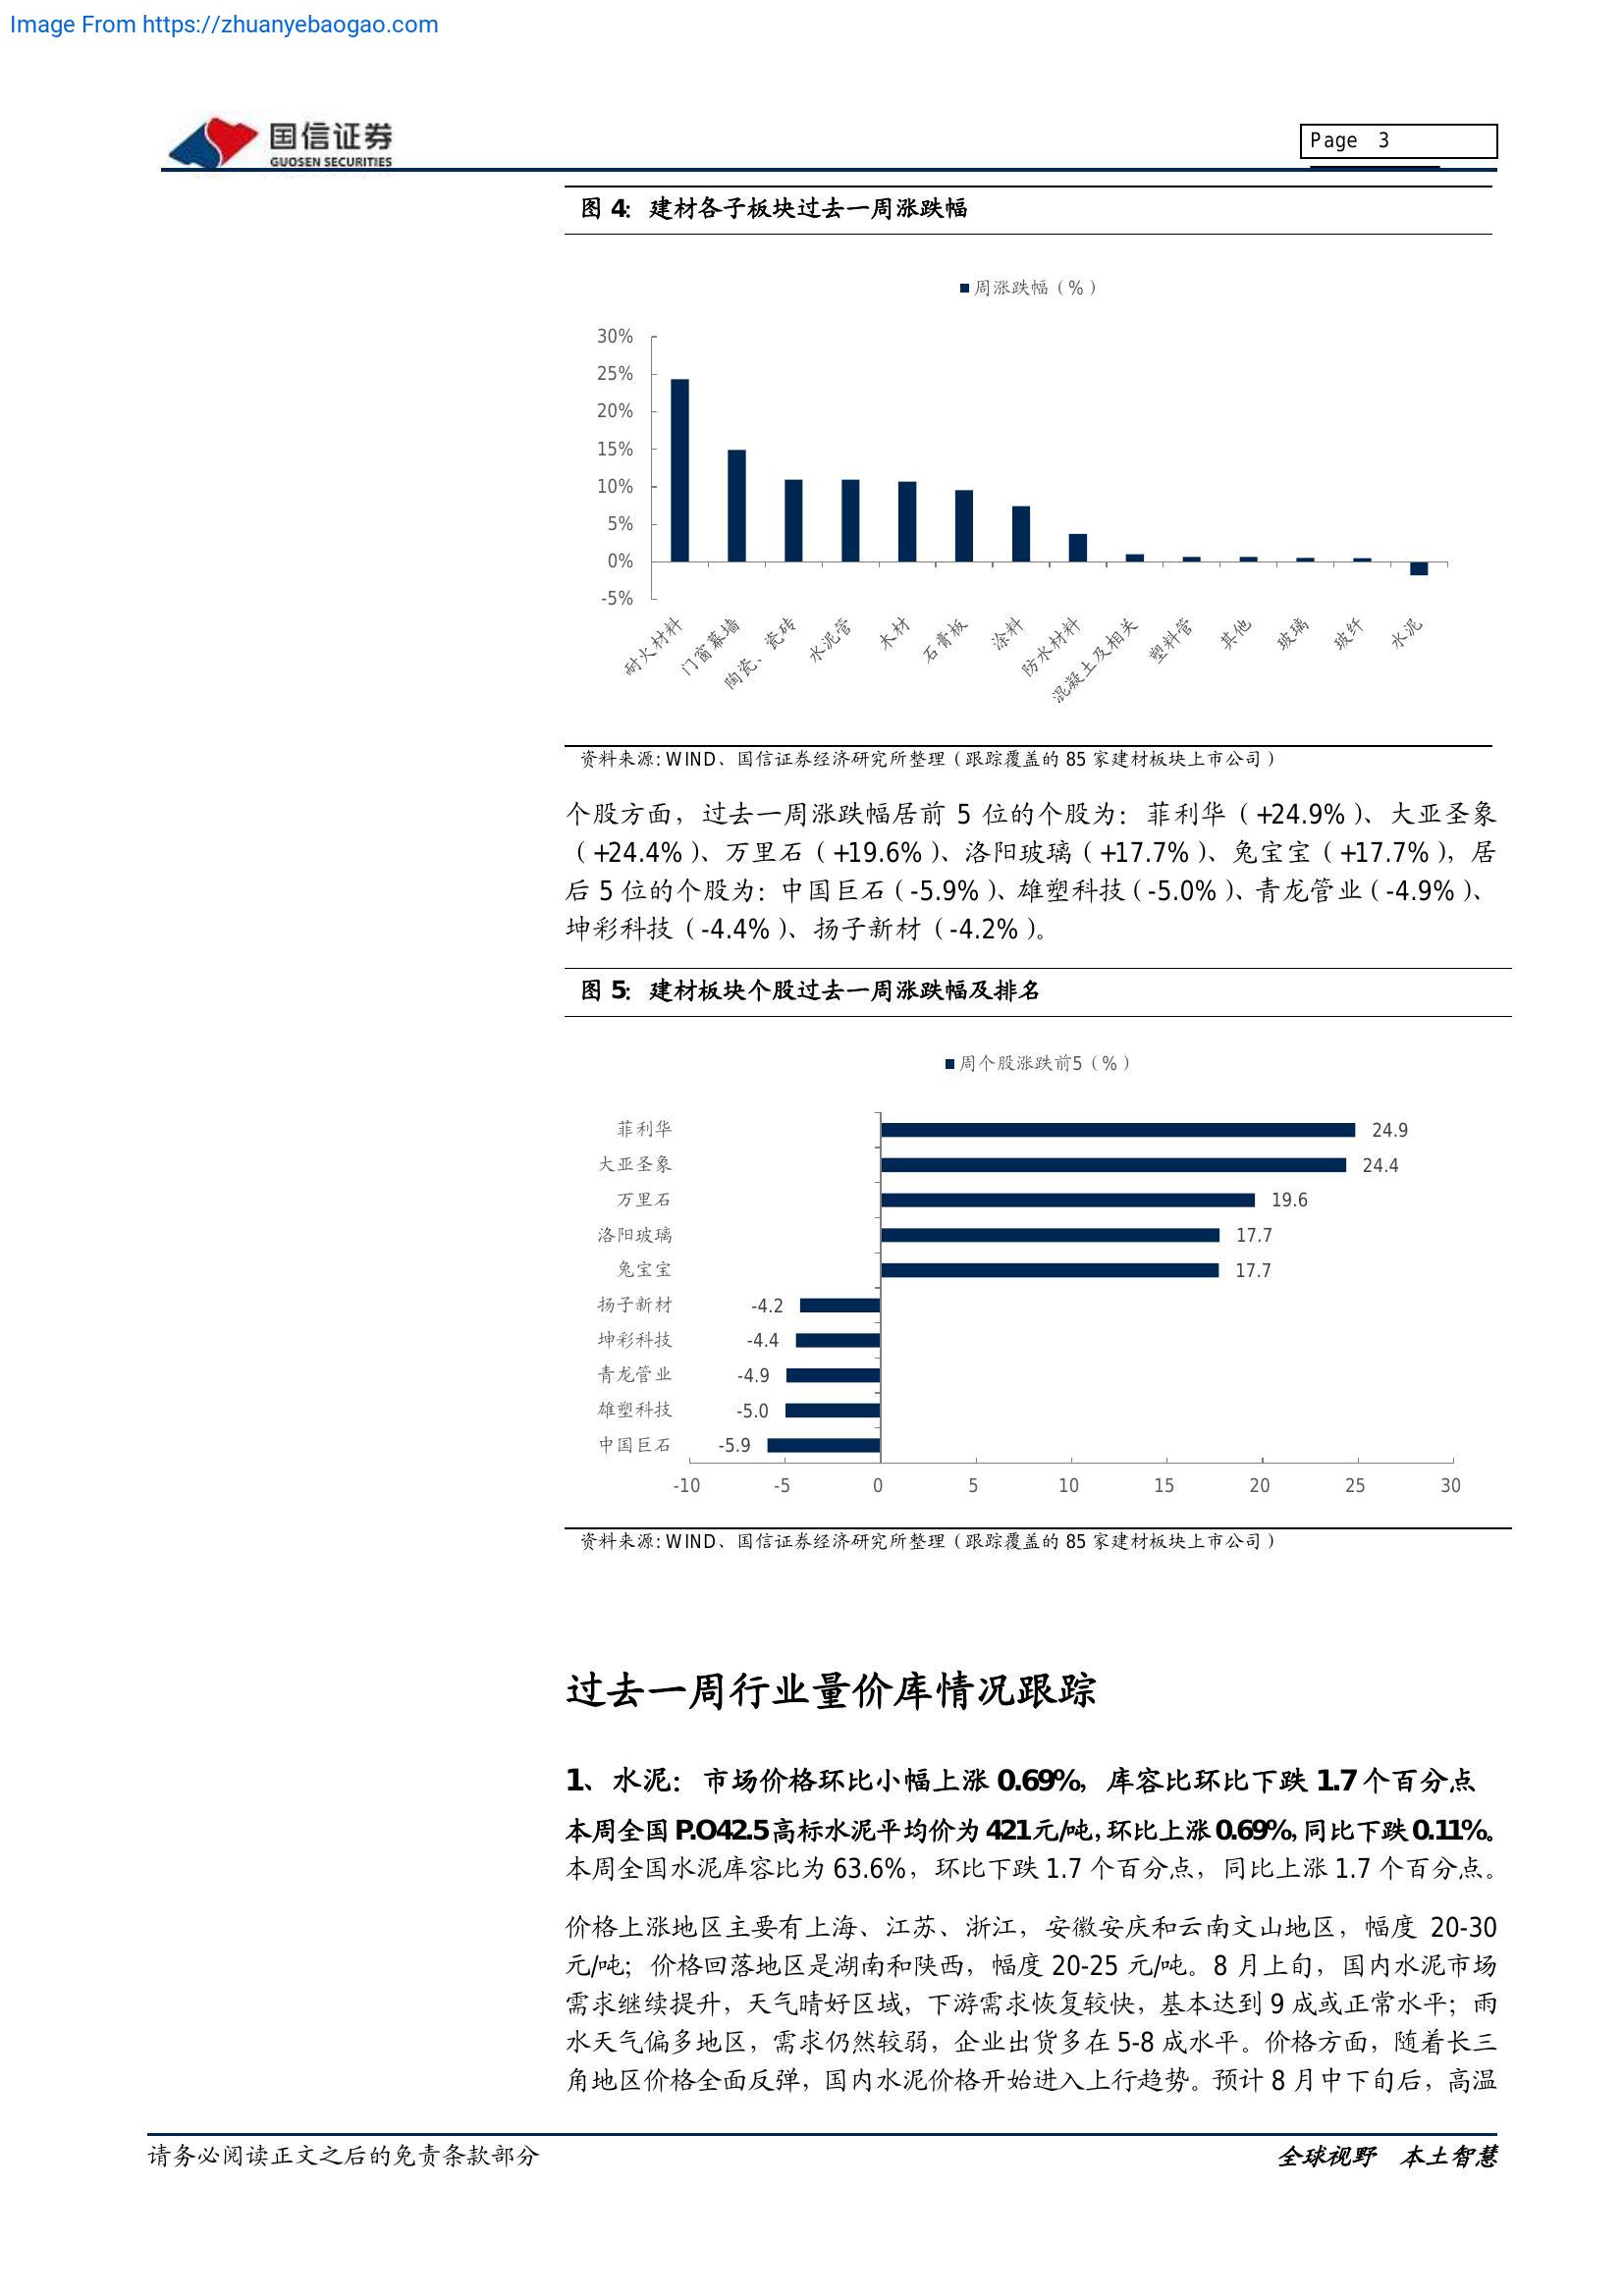 Image From https://zhuanyebaogao.com
国信证券
GUOSEN SECURITIES
Page 3
图 4: 建材各子板块过去一周涨跌幅
周涨跌幅（%）
30%
25%
20%
15%
10%
5%
0%
-5%
耐火材料
门窗幕墙
陶瓷、瓷砖
水泥管
木材
石膏板
涂料
防水材料
混凝土及相关
塑料管
其他
玻璃
玻纤
水泥
资料来源: WIND、国信证券经济研究所整理（跟踪覆盖的 85 家建材板块上市公司）
个股方面，过去一周涨跌幅居前 5 位的个股为：菲利华（+24.9%）、大亚圣象
（+24.4%）、万里石（+19.6%）、洛阳玻璃（+17.7%）、兔宝宝（+17.7%），居
后 5 位的个股为：中国巨石（-5.9%）、雄塑科技（-5.0%）、青龙管业（-4.9%）、
坤彩科技（-4.4%）、扬子新材（-4.2%）。
图 5: 建材板块个股过去一周涨跌幅及排名
周个股涨跌前5（%）
菲利华 24.9
大亚圣象 24.4
万里石 19.6
洛阳玻璃 17.7
兔宝宝 17.7
扬子新材 -4.2
坤彩科技 -4.4
青龙管业 -4.9
雄塑科技 -5.0
中国巨石 -5.9
-10 -5 0 5 10 15 20 25 30
资料来源: WIND、国信证券经济研究所整理（跟踪覆盖的 85 家建材板块上市公司）
过去一周行业量价库情况跟踪
1、水泥：市场价格环比小幅上涨 0.69%，库容比环比下跌 1.7 个百分点
本周全国 P.O42.5 高标水泥平均价为 421 元/吨，环比上涨 0.69%，同比下跌 0.11%。
本周全国水泥库容比为 63.6%，环比下跌 1.7 个百分点，同比上涨 1.7 个百分点。
价格上涨地区主要有上海、江苏、浙江，安徽安庆和云南文山地区，幅度 20-30
元/吨；价格回落地区是湖南和陕西，幅度 20-25 元/吨。8 月上旬，国内水泥市场
需求继续提升，天气晴好区域，下游需求恢复较快，基本达到 9 成或正常水平；雨
水天气偏多地区，需求仍然较弱，企业出货多在 5-8 成水平。价格方面，随着长三
角地区价格全面反弹，国内水泥价格开始进入上行趋势。预计 8 月中下旬后，高温
请务必阅读正文之后的免责条款部分
全球视野 本土智慧